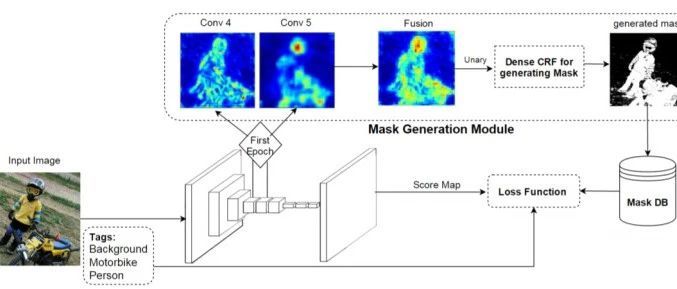 Conv 4
Conv 5
Fusion
generated mas
Unary
Dense CRF for
generating Mask
Mask Generation Module
First
Epoch
Input Image
Score Map
Loss Function
Mask DB
Tags:
Background
Motorbike
Person